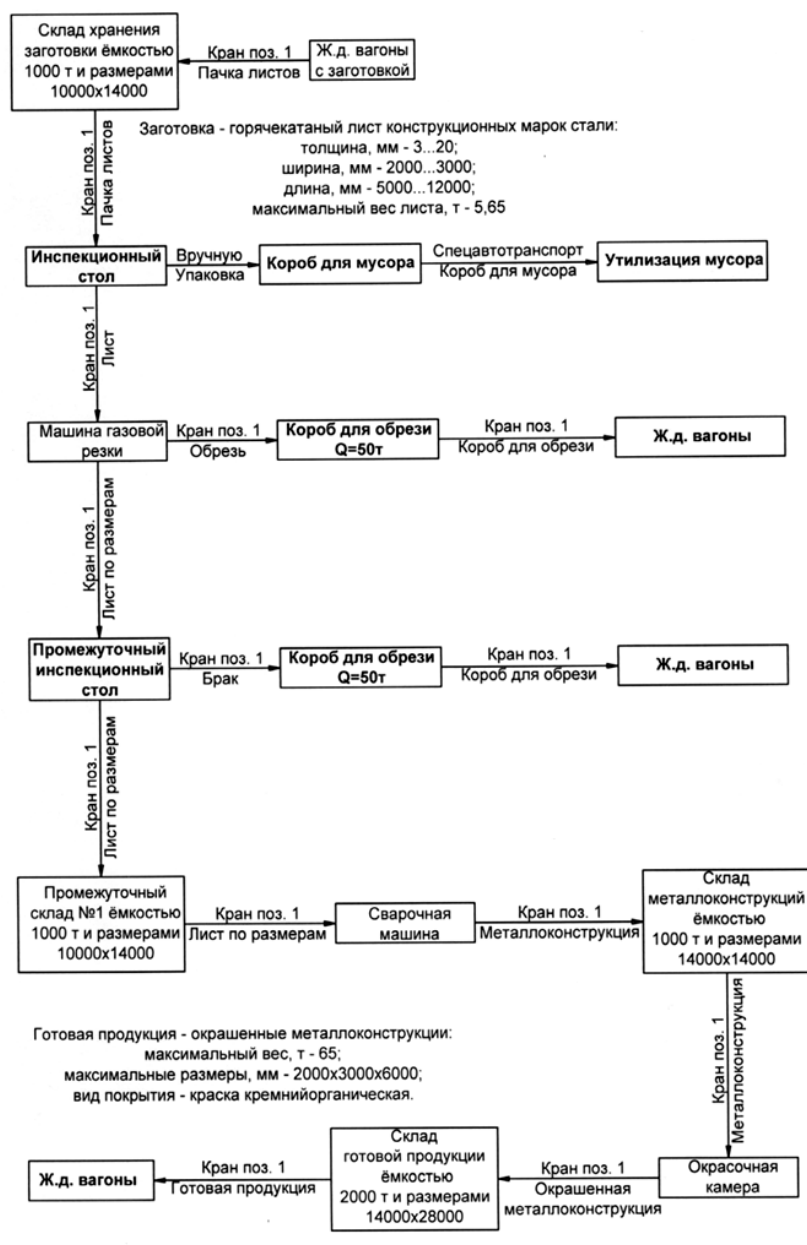 Склад хранения
заготовки ёмкостью
1000 т и размерами
10000х14000
Кран поз. 1
Пачка листов
Ж.д. вагоны
с заготовкой
Кран поз. 1
Пачка листов
Заготовка - горячекатаный лист конструкционных марок стали:
толщина, мм - 3...20;
ширина, мм - 2000...3000;
длина, мм - 5000...12000;
максимальный вес листа, т - 5,65
Инспекционный
стол
Вручную
Упаковка
Короб для мусора
Спецавтотранспорт
Короб для мусора
Утилизация мусора
Кран поз. 1
Лист
Машина газовой
резки
Кран поз. 1
Обрезь
Короб для обрези
Q=50т
Кран поз. 1
Короб для обрези
Ж.д. вагоны
Кран поз. 1
Лист по размерам
Промежуточный
инспекционный
стол
Кран поз. 1
Брак
Короб для обрези
Q=50т
Кран поз. 1
Короб для обрези
Ж.д. вагоны
Кран поз. 1
Лист по размерам
Промежуточный
склад №1 ёмкостью
1000 т и размерами
10000х14000
Кран поз. 1
Лист по размерам
Сварочная
машина
Кран поз. 1
Металлоконструкция
Склад
металлоконструкций
ёмкостью
1000 т и размерами
14000х14000
Кран поз. 1
Металлоконструкция
Готовая продукция - окрашенные металлоконструкции:
максимальный вес, т - 65;
максимальные размеры, мм - 2000х3000х6000;
вид покрытия - краска кремнийорганическая.
Ж.д. вагоны
Кран поз. 1
Готовая продукция
Склад
готовой продукции
ёмкостью
2000 т и размерами
14000х28000
Кран поз. 1
Окрашенная
металлоконструкция
Окрасочная
камера